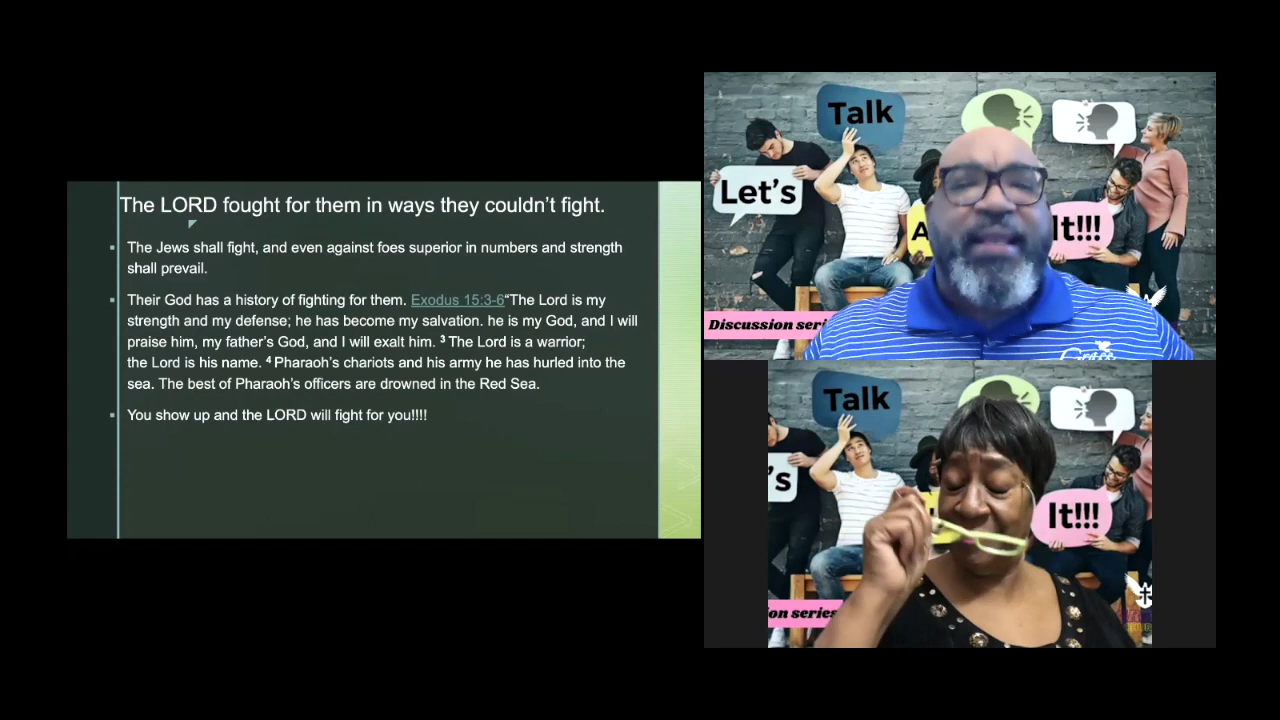 The LORD fought for them in ways they couldn’t fight.
The Jews shall fight, and even against foes superior in numbers and strength
shall prevail.
Their God has a history of fighting for them. Exodus 15:3-6“The Lord is my
strength and my defense; he has become my salvation. he is my God, and I will
praise him, my father’s God, and I will exalt him. ³ The Lord is a warrior;
the Lord is his name. ⁴ Pharaoh’s chariots and his army he has hurled into the
sea. The best of Pharaoh’s officers are drowned in the Red Sea.
You show up and the LORD will fight for you!!!!
Talk
Let’s
It!!!
Discussion
Grace
Talk
’s
It!!!
ion series